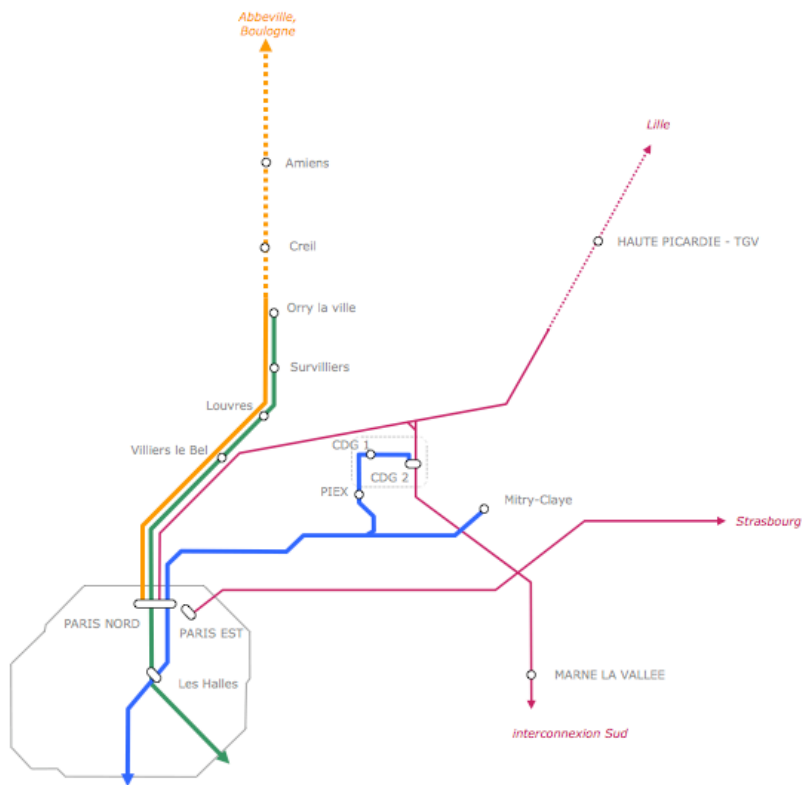 Abbeville,
Boulogne
Lille
Amiens
HAUTE PICARDIE - TGV
Creil
Orry la ville
Survilliers
Louvres
Villiers le Bel
CDG 1
CDG 2
PIEX
Mitry-Claye
Strasbourg
PARIS NORD
PARIS EST
MARNE LA VALLEE
Les Halles
interconnexion Sud